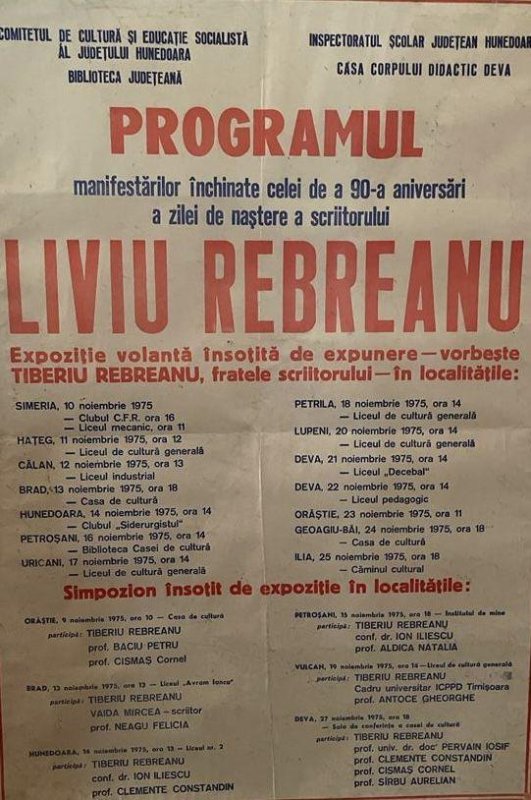 COMITETUL DE CULTURĂ ȘI EDUCAȚIE SOCIALISTĂ
AL JUDEȚULUI HUNEDOARA
BIBLIOTECA JUDEȚEANĂ
INSPECTORATUL ȘCOLAR JUDEȚEAN HUNEDOAR
CASA CORPULUI DIDACTIC DEVA
PROGRAMUL
manifestărilor închinate celei de a 90-a aniversări
a zilei de naștere a scriitorului
LIVIU REBREANU
Expoziție volantă însoțită de expunere — vorbește
TIBERIU REBREANU, fratele scriitorului — în localitățile:
SIMERIA, 10 noiembrie 1975
— Clubul C.F.R. ora 16
— Liceul mecanic, ora 11
HAȚEG, 11 noiembrie 1975, ora 12
— Liceul de cultură generală
CĂLAN, 12 noiembrie 1975, ora 13
— Liceul industrial
BRAD, 13 noiembrie 1975, ora 18
— Casa de cultură
HUNEDOARA, 14 noiembrie 1975, ora 14
— Clubul „Siderurgistul"
PETROȘANI, 16 noiembrie 1975, ora 14
— Biblioteca Casei de cultură
URICANI, 17 noiembrie 1975, ora 14
— Liceul de cultură generală
PETRILA, 18 noiembrie 1975, ora 14
— Liceul de cultură generală
LUPENI, 20 noiembrie 1975, ora 14
DEVA, 21 noiembrie 1975, ora 14
— Liceul „Decebal"
DEVA, 22 noiembrie 1975, ora 14
— Liceul pedagogic
ORĂȘTIE, 23 noiembrie 1975, ora 11
GEOAGIU-BĂI, 24 noiembrie 1975, ora 18
— Casa de cultură
ILIA, 25 noiembrie 1975, ora 18
— Căminul cultural
Simpozion însoțit de expoziție în localitățile:
ORĂȘTIE, 9 noiembrie 1975, ora 10 — Casa de cultură
participă: TIBERIU REBREANU
prof. BACIU PETRU
prof. CISMAȘ Cornel
BRAD, 13 noiembrie 1975, ora 12 — Liceul „Avram Iancu"
participă: TIBERIU REBREANU
VAIDA MIRCEA — scriitor
prof. NEAGU FELICIA
HUNEDOARA, 14 noiembrie 1975, ora 13 — Liceul nr. 2
participă: TIBERIU REBREANU
conf. dr. ION ILIESCU
prof. CLEMENTE CONSTANDIN
PETROȘANI, 15 noiembrie 1975, ora 18 — Institutul de mine
participă: TIBERIU REBREANU
conf. dr. ION ILIESCU
prof. ALDICA NATALIA
VULCAN, 19 noiembrie 1975, ora 14 — Liceul de cultură generală
participă: TIBERIU REBREANU
Cadru universitar ICPPD Timișoara
prof. ANTOCE GHEORGHE
DEVA, 27 noiembrie 1975, ora 18
— Sala de conferințe a casei de cultură
participă: TIBERIU REBREANU
prof. univ. dr. doc. PERVAIN IOSIF
prof. CLEMENTE CONSTANDIN
prof. CISMAȘ CORNEL
prof. SÎRBU AURELIAN